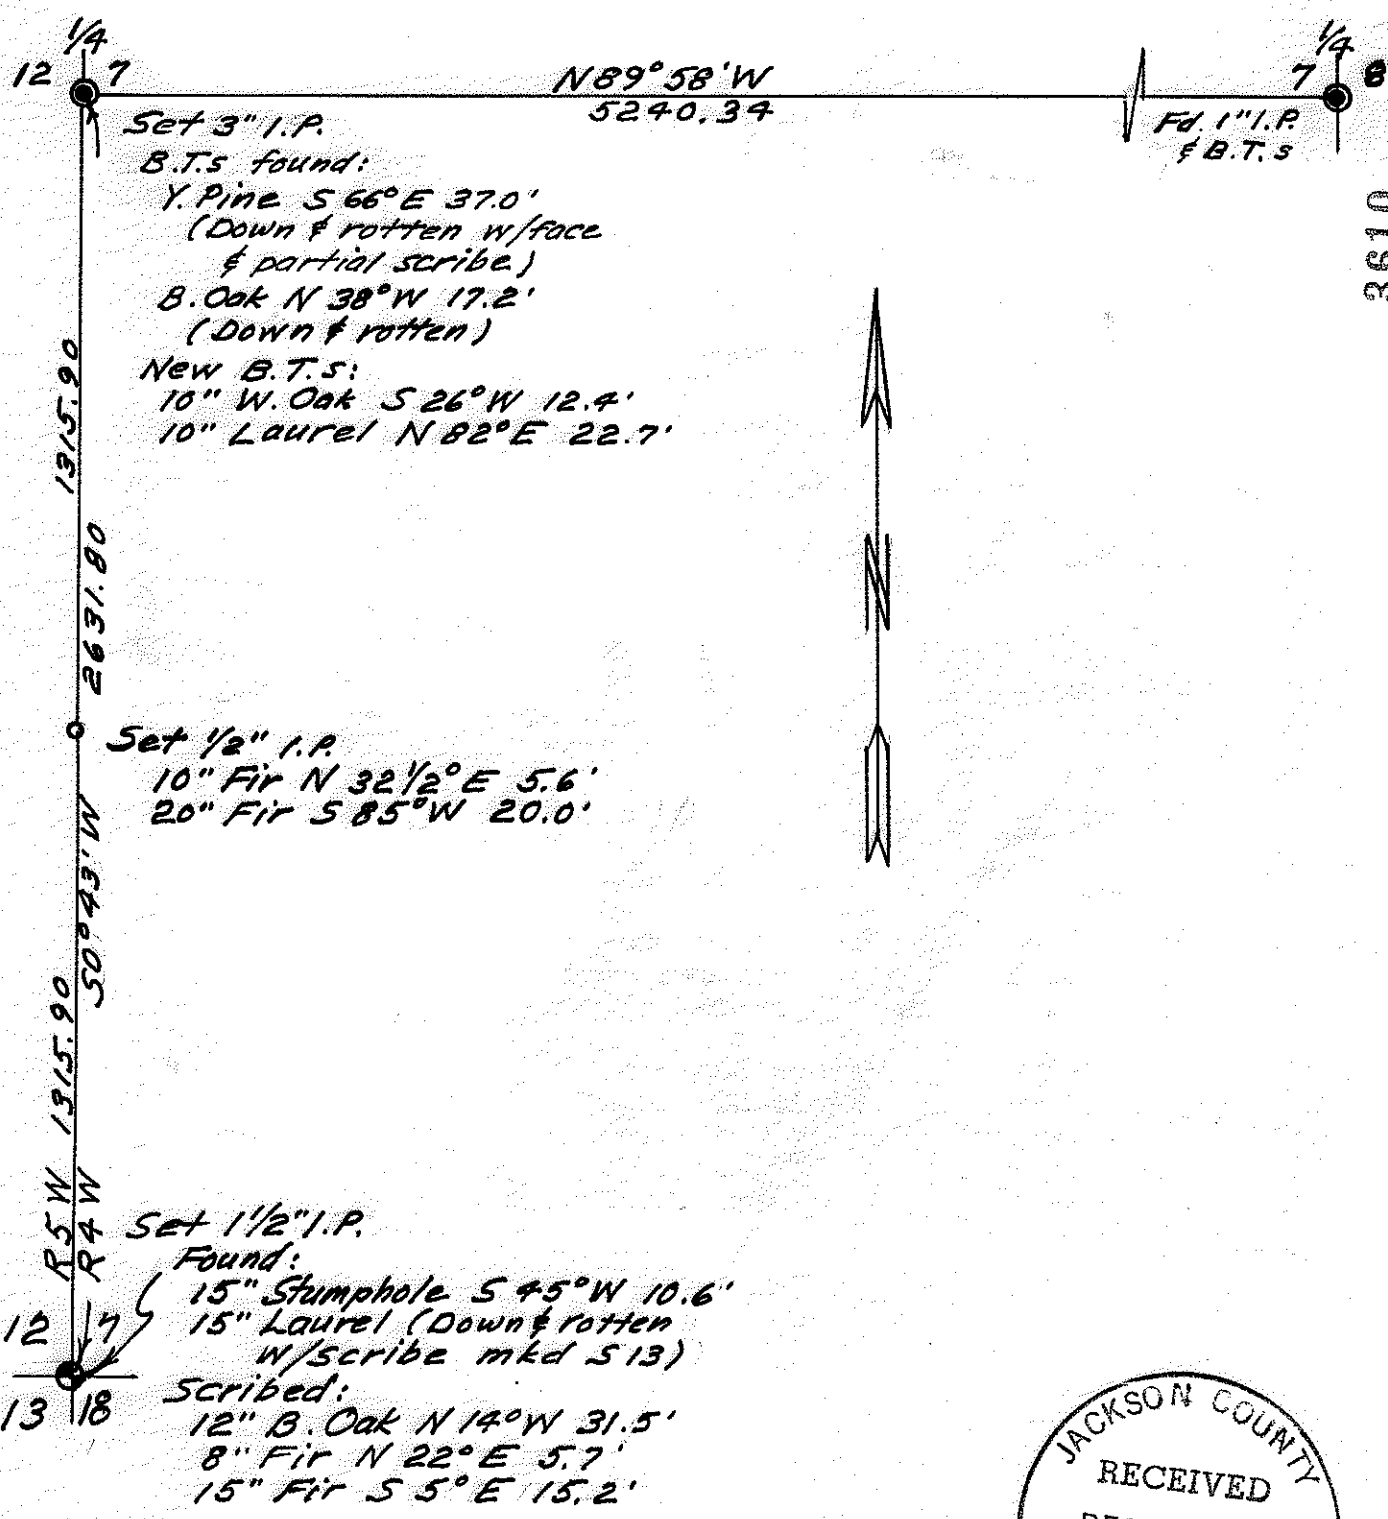 1/4
12 7
N 89° 58' W
5240.34
1/4
7 8
Fd. 1" I.P.
& B.T.s
3610
Set 3" I.P.
B.T.s found:
Y. Pine S 66° E 37.0'
(Down & rotten w/face
& partial scribe)
B. Oak N 38° W 17.2'
(Down & rotten)
New B.T.s:
10" W. Oak S 26° W 12.4'
10" Laurel N 82° E 22.7'
1315.90
2631.80
N
Set 1/2" I.P.
10" Fir N 32 1/2° E 5.6'
20" Fir S 85° W 20.0'
S0° 43' W
1315.90
R 5 W
R 4 W
Set 1 1/2" I.P.
Found:
15" Stumphole S 45° W 10.6'
15" Laurel (Down & rotten
w/scribe mkd S 13)
12 7
13 18
Scribed:
12" B. Oak N 14° W 31.5'
8" Fir N 22° E 5.7'
15" Fir S 5° E 15.2'
JACKSON COUNTY
RECEIVED